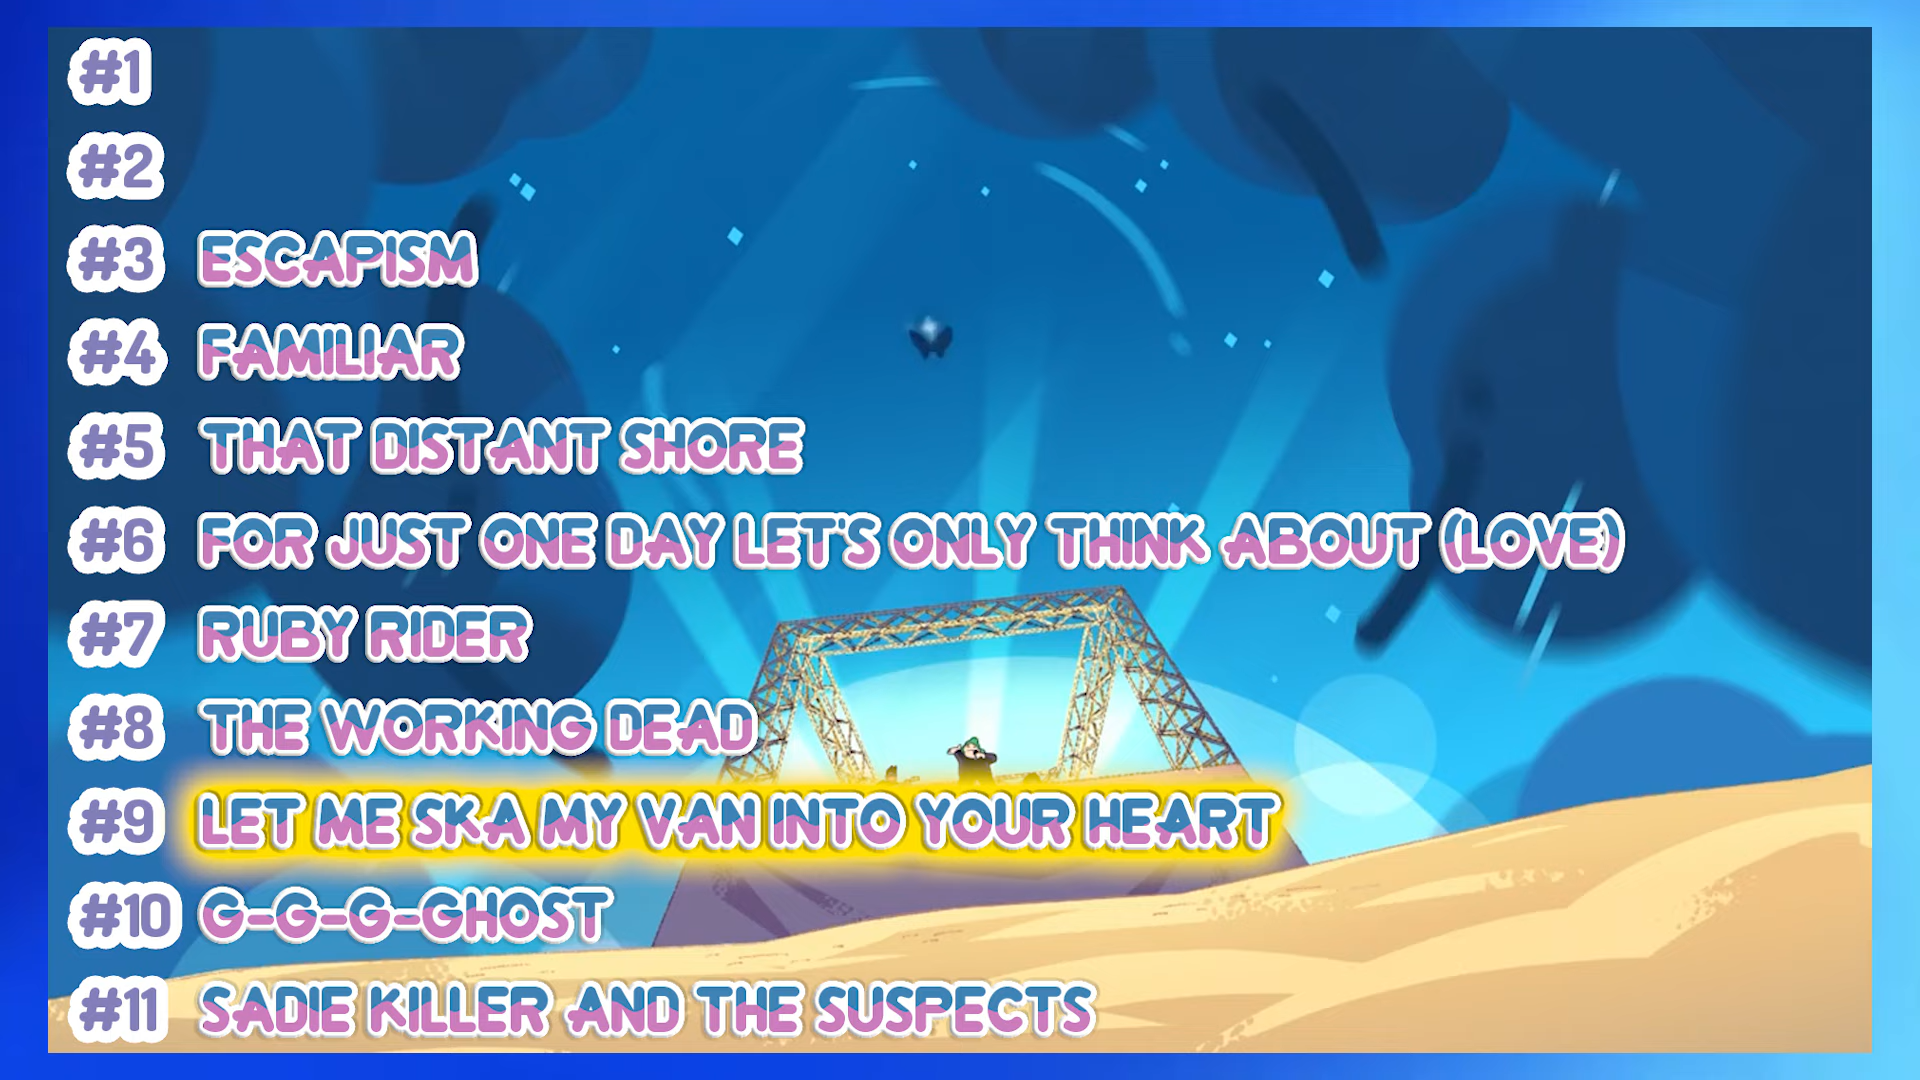 #1
#2
#3 ESCAPISM
#4 FAMILIAR
#5 THAT DISTANT SHORE
#6 FOR JUST ONE DAY LET'S ONLY THINK ABOUT (LOVE)
#7 RUBY RIDER
#8 THE WORKING DEAD
#9 LET ME SKA MY VAN INTO YOUR HEART
#10 G-G-G-GHOST
#11 SADIE KILLER AND THE SUSPECTS